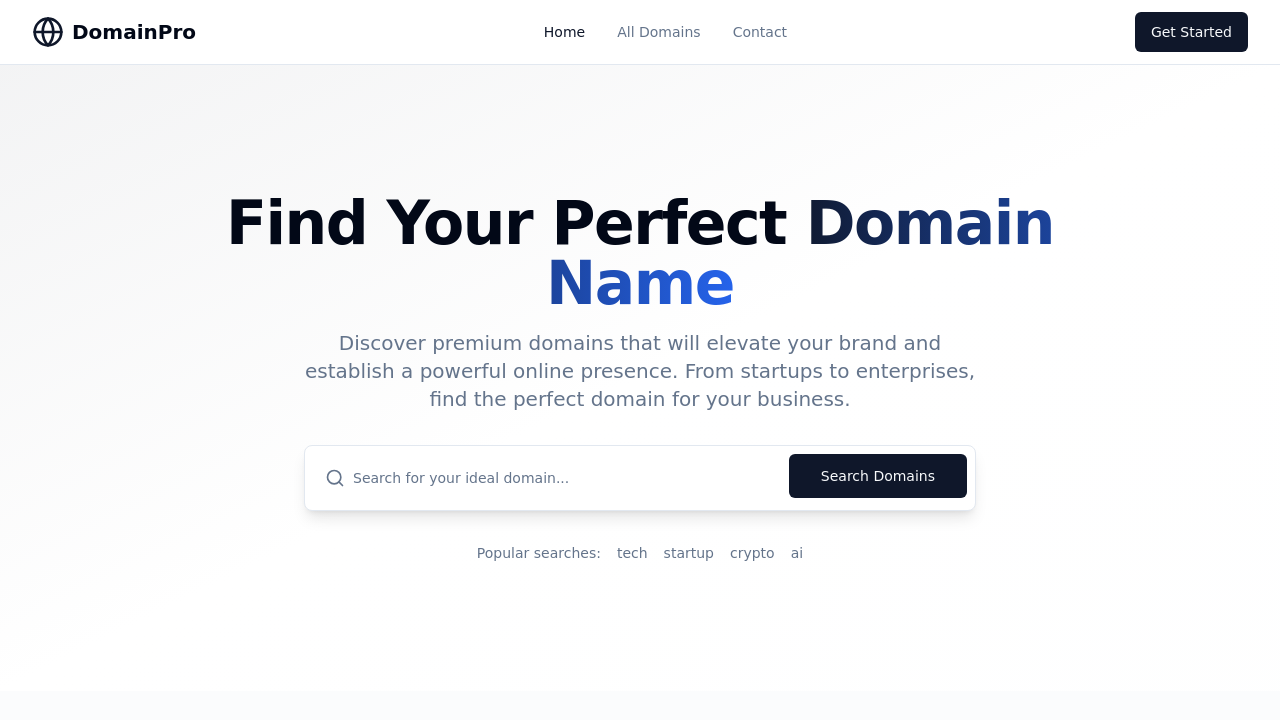 DomainPro
Home
All Domains
Contact
Get Started
Find Your Perfect Domain
Name
Discover premium domains that will elevate your brand and
establish a powerful online presence. From startups to enterprises,
find the perfect domain for your business.
Search for your ideal domain...
Search Domains
Popular searches: tech startup crypto ai